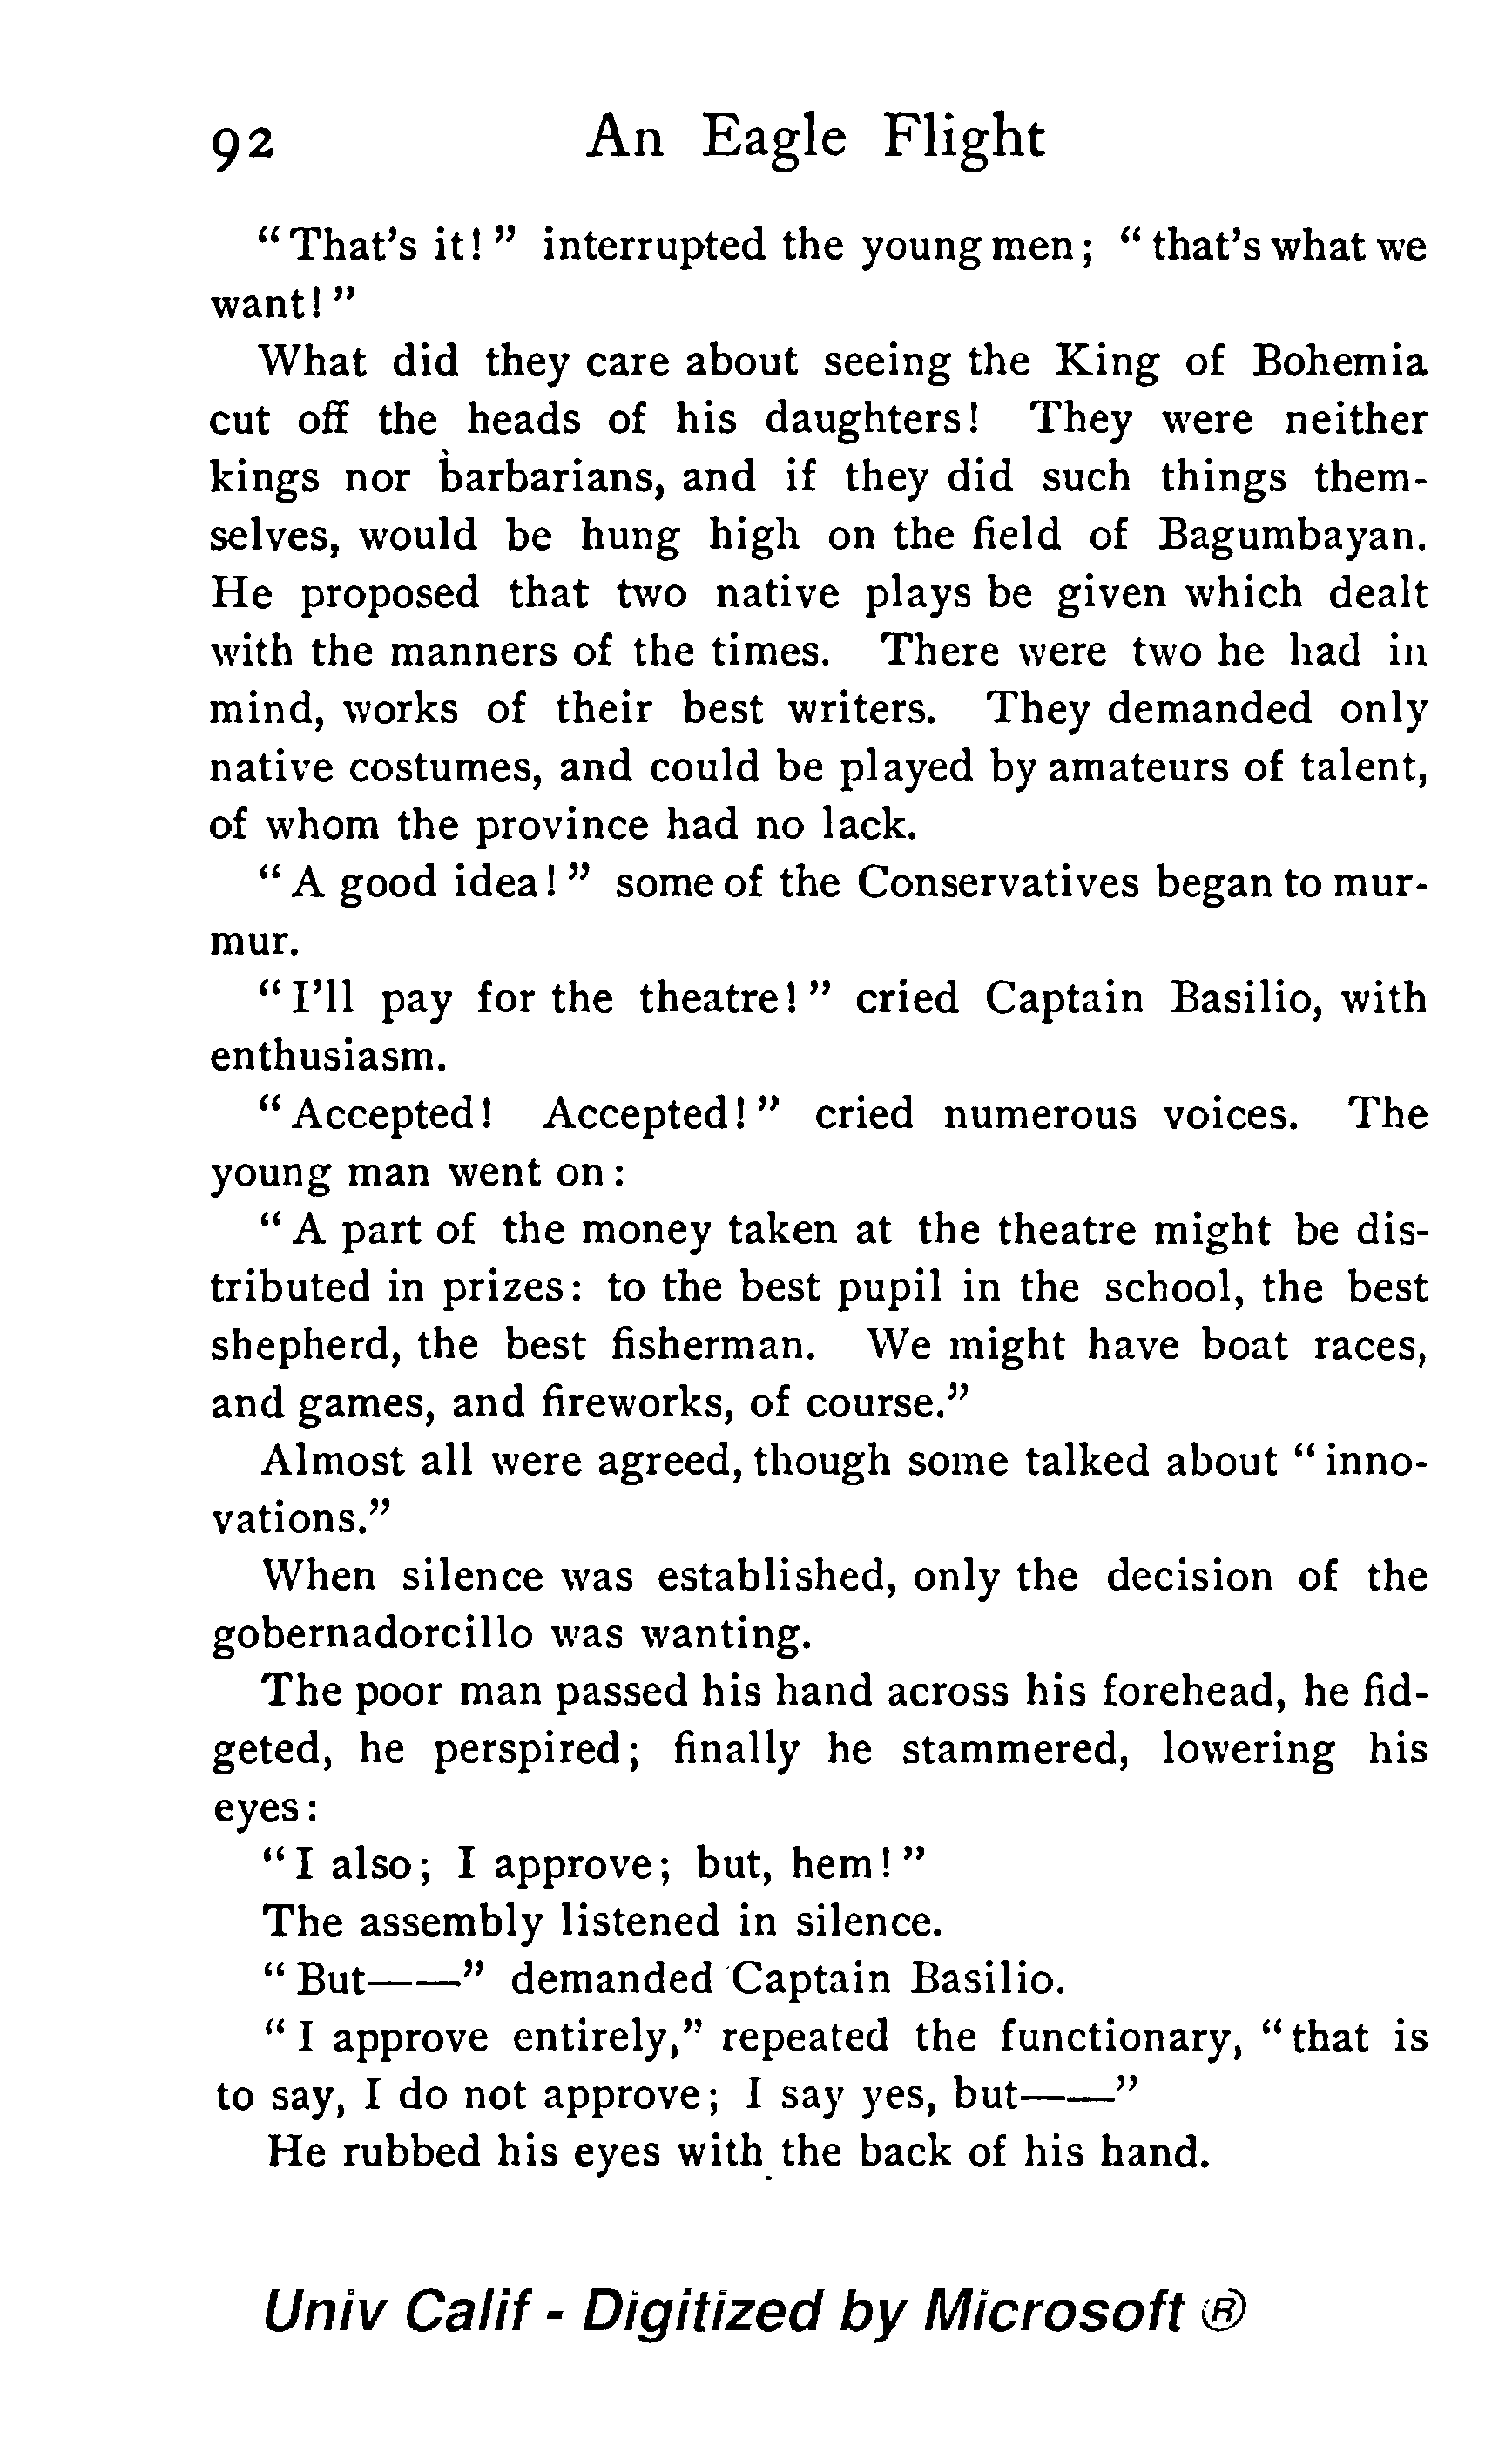 92 An Eagle Flight
“That’s it!” interrupted the young men; “that’s what we
want!”
What did they care about seeing the King of Bohemia
cut off the heads of his daughters! They were neither
kings nor barbarians, and if they did such things them-
selves, would be hung high on the field of Bagumbayan.
He proposed that two native plays be given which dealt
with the manners of the times. There were two he had in
mind, works of their best writers. They demanded only
native costumes, and could be played by amateurs of talent,
of whom the province had no lack.
“A good idea!” some of the Conservatives began to mur-
mur.
“I’ll pay for the theatre!” cried Captain Basilio, with
enthusiasm.
“Accepted! Accepted!” cried numerous voices. The
young man went on:
“A part of the money taken at the theatre might be dis-
tributed in prizes: to the best pupil in the school, the best
shepherd, the best fisherman. We might have boat races,
and games, and fireworks, of course.”
Almost all were agreed, though some talked about “inno-
vations.”
When silence was established, only the decision of the
gobernadorcillo was wanting.
The poor man passed his hand across his forehead, he fid-
geted, he perspired; finally he stammered, lowering his
eyes:
“I also; I approve; but, hem!”
The assembly listened in silence.
“But——” demanded Captain Basilio.
“I approve entirely,” repeated the functionary, “that is
to say, I do not approve; I say yes, but——”
He rubbed his eyes with the back of his hand.
Univ Calif - Digitized by Microsoft ®